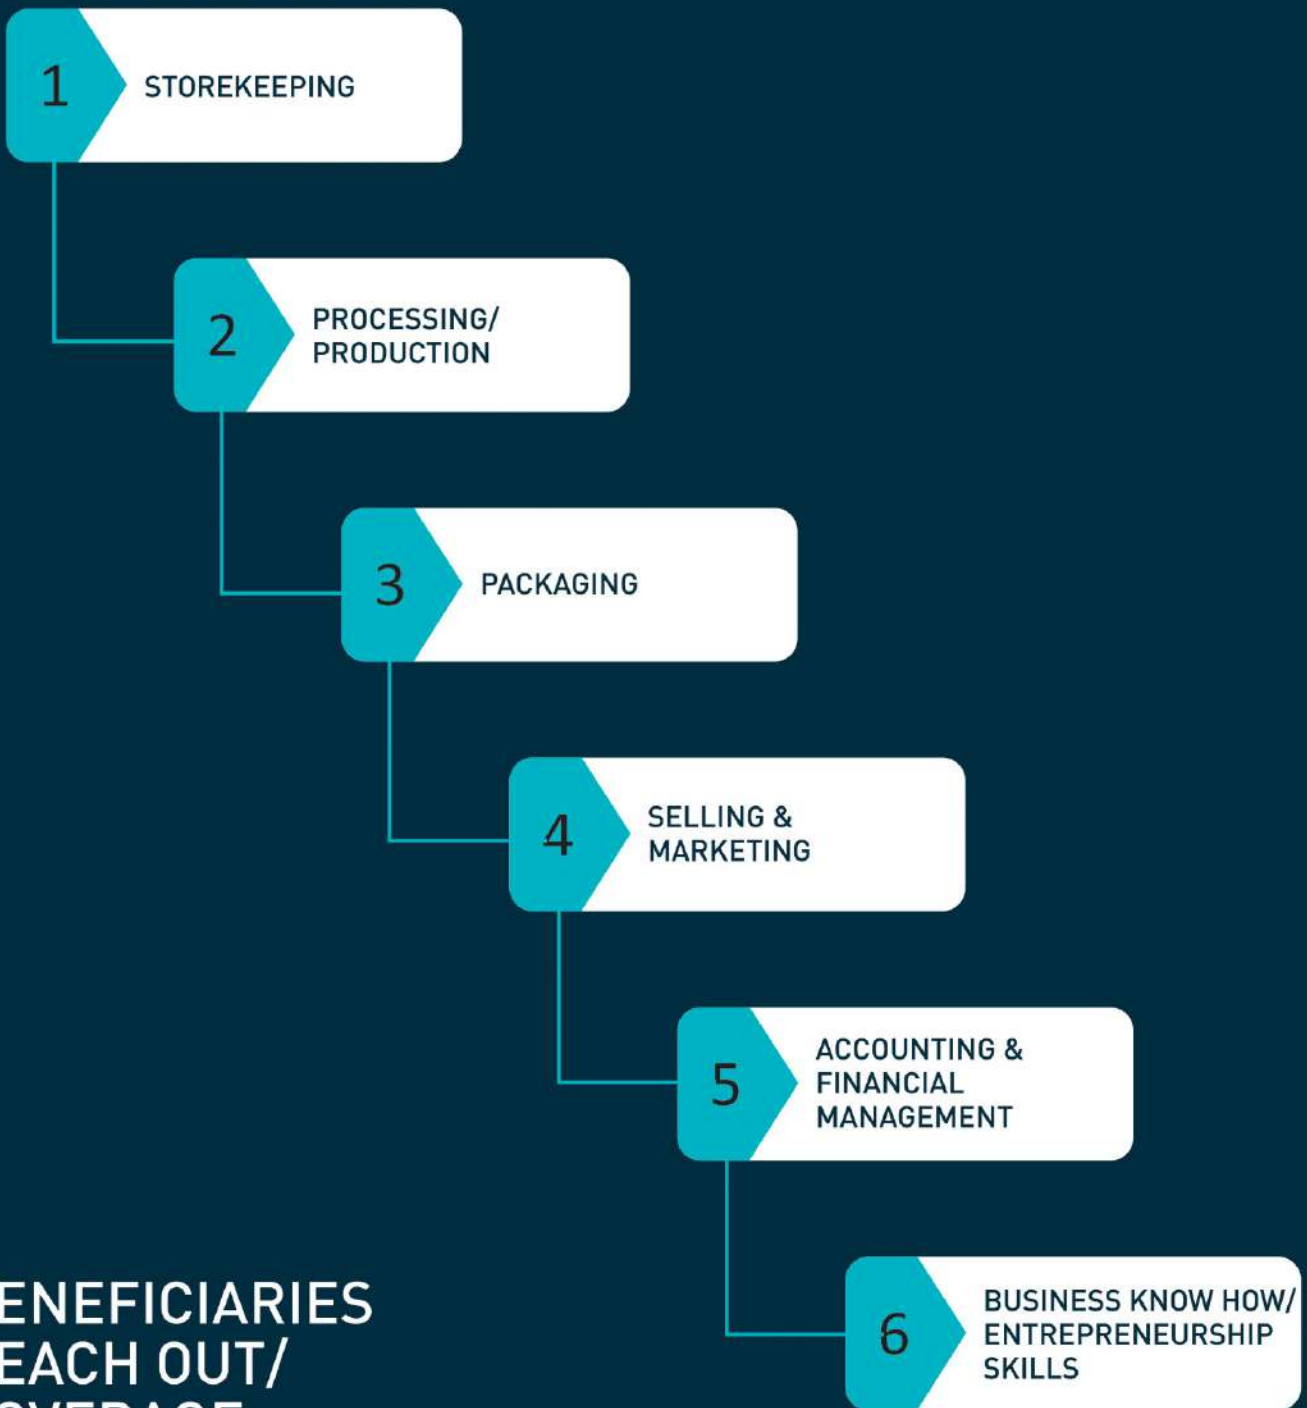 1
STOREKEEPING
2
PROCESSING/
PRODUCTION
3
PACKAGING
4
SELLING &
MARKETING
5
ACCOUNTING &
FINANCIAL
MANAGEMENT
6
BUSINESS KNOW HOW/
ENTREPRENEURSHIP
SKILLS
ENEFICIARIES
EACH OUT/